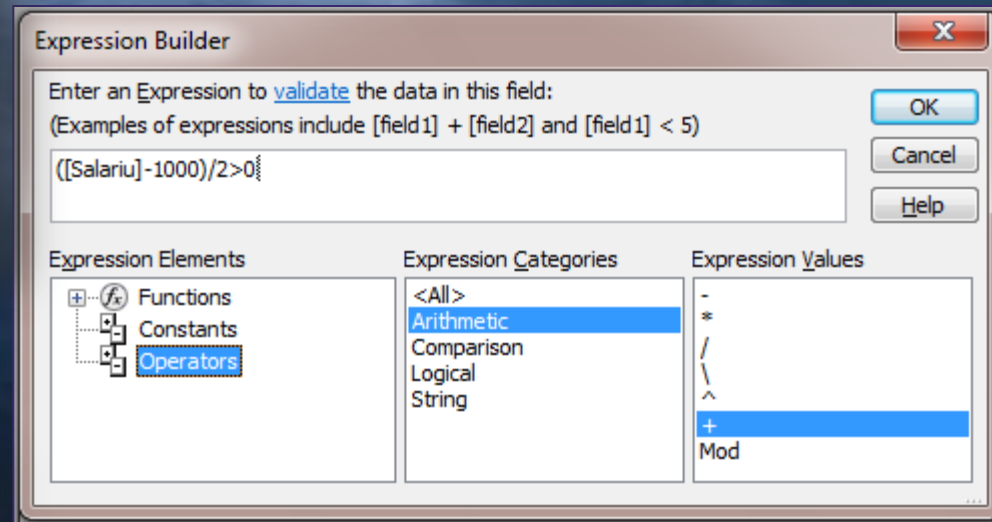 Expression Builder
Enter an Expression to validate the data in this field:
(Examples of expressions include [field1] + [field2] and [field1] < 5)
OK
([Salariu]-1000)/2>0
Cancel
Help
Expression Elements
Functions
Constants
Operators
Expression Categories
<All>
Arithmetic
Comparison
Logical
String
Expression Values
-
*
/
\
^
+
Mod